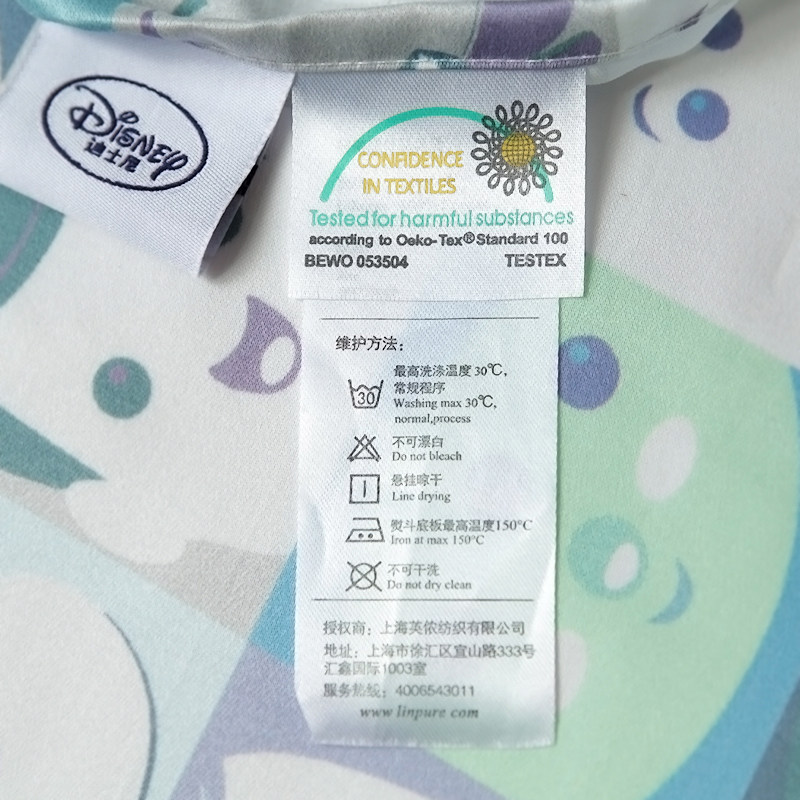 Disney
迪士尼
CONFIDENCE
IN TEXTILES
Tested for harmful substances
according to Oeko-Tex® Standard 100
BEWO 053504 TESTEX
维护方法：
30
最高洗涤温度 30℃，
常规程序
Washing max 30℃,
normal,process
不可漂白
Do not bleach
悬挂晾干
Line drying
熨斗底板最高温度150°C
Iron at max 150°C
不可干洗
Do not dry clean
授权商：上海英侬纺织有限公司
地址：上海市徐汇区宜山路333号
汇鑫国际1003室
服务热线：4006543011
www linpure com